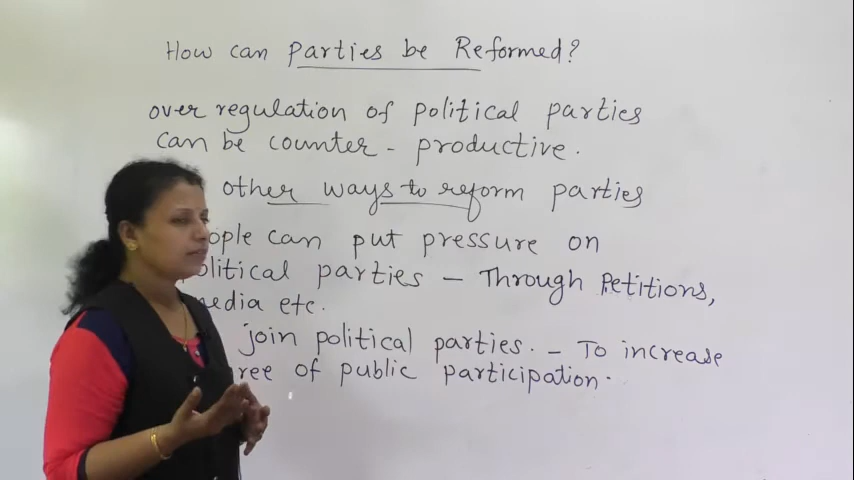 How can Parties be Reformed?
over regulation of political parties
can be counter - productive.
other ways to reform parties
ople can put pressure on
olitical parties - Through Petitions,
media etc.
join political parties. - To increase
ree of public participation.